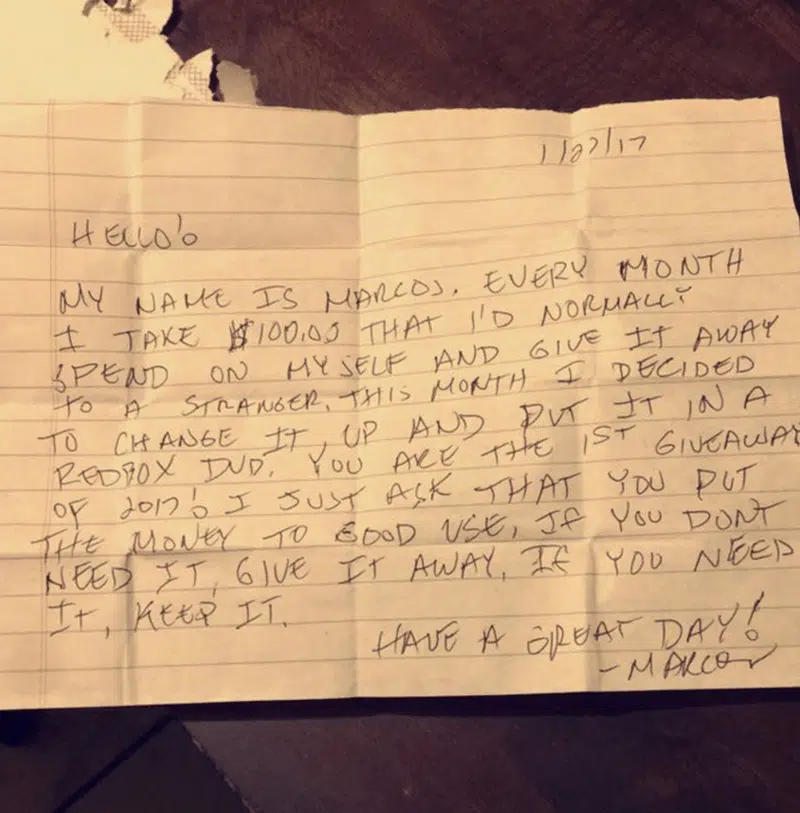 1/27/17
HELLO!
MY NAME IS MARCOS. EVERY MONTH
I TAKE $100.00 THAT I'D NORMALLY
SPEND ON MYSELF AND GIVE IT AWAY
TO A STRANGER. THIS MONTH I DECIDED
TO CHANGE IT UP AND PUT IT IN A
REDBOX DVD. YOU ARE THE 1ST GIVEAWAY
OF 2017! I JUST ASK THAT YOU PUT
THE MONEY TO GOOD USE, IF YOU DONT
NEED IT, GIVE IT AWAY. IF YOU NEED
IT, KEEP IT.
HAVE A GREAT DAY!
- MARCOS